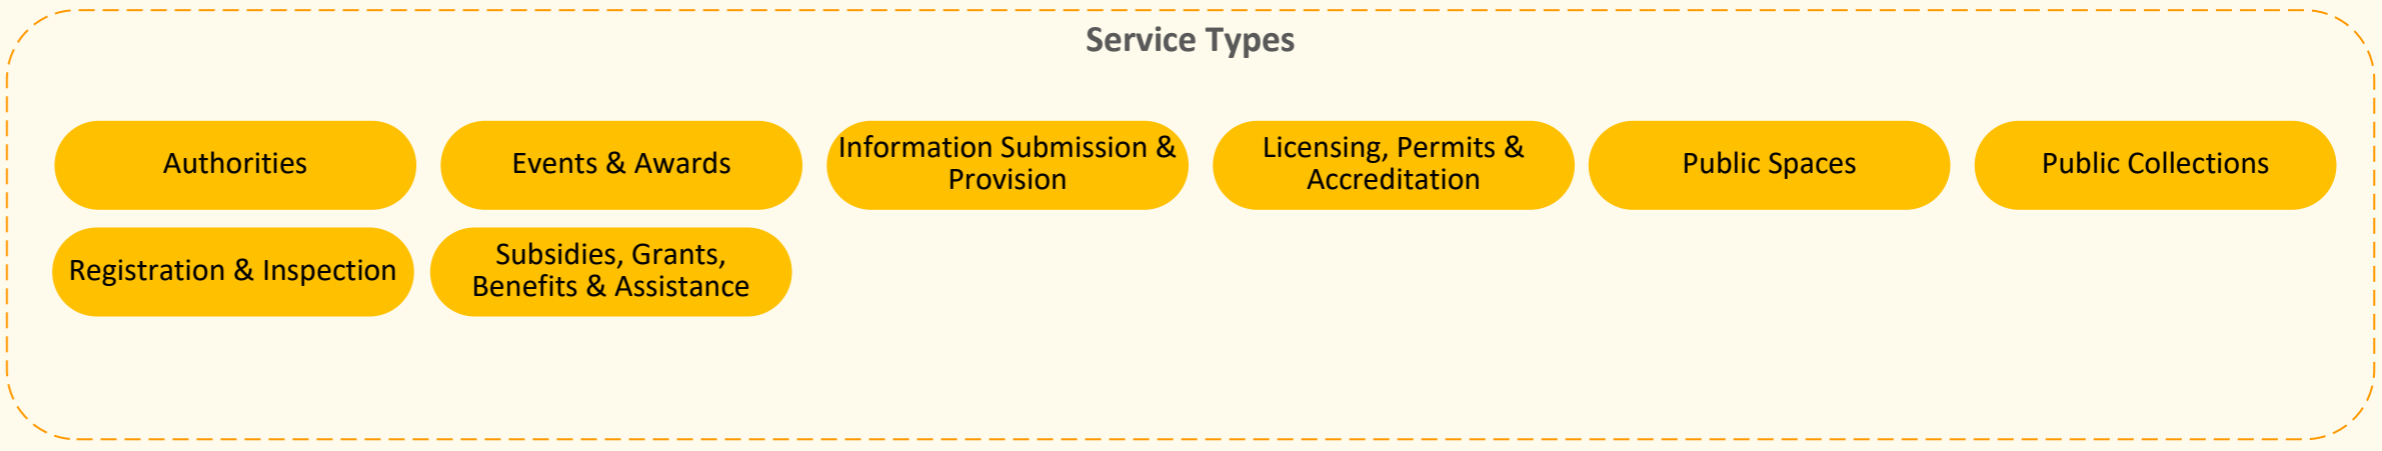 Service Types
Authorities
Events & Awards
Information Submission &
Provision
Licensing, Permits &
Accreditation
Public Spaces
Public Collections
Registration & Inspection
Subsidies, Grants,
Benefits & Assistance